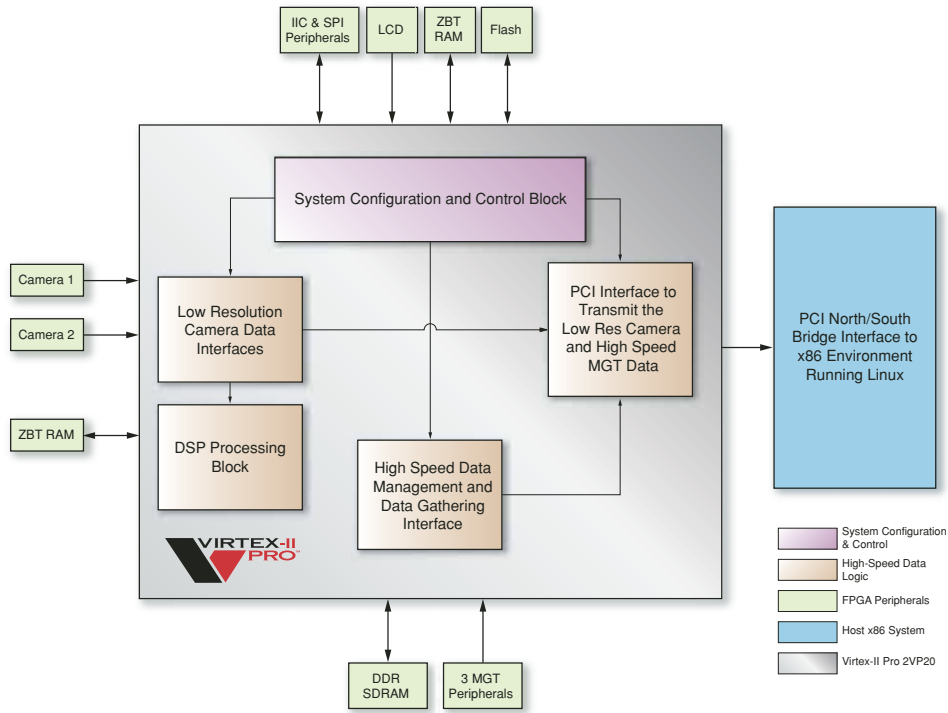 IIC & SPI
Peripherals
LCD
ZBT
RAM
Flash
System Configuration and Control Block
Camera 1
Camera 2
ZBT RAM
Low Resolution
Camera Data
Interfaces
PCI Interface to
Transmit the
Low Res Camera
and High Speed
MGT Data
PCI North/South
Bridge Interface to
x86 Environment
Running Linux
DSP Processing
Block
High Speed Data
Management and
Data Gathering
Interface
VIRTEX-II
PRO™
System Configuration
& Control
High-Speed Data
Logic
FPGA Peripherals
Host x86 System
Virtex-II Pro 2VP20
DDR
SDRAM
3 MGT
Peripherals